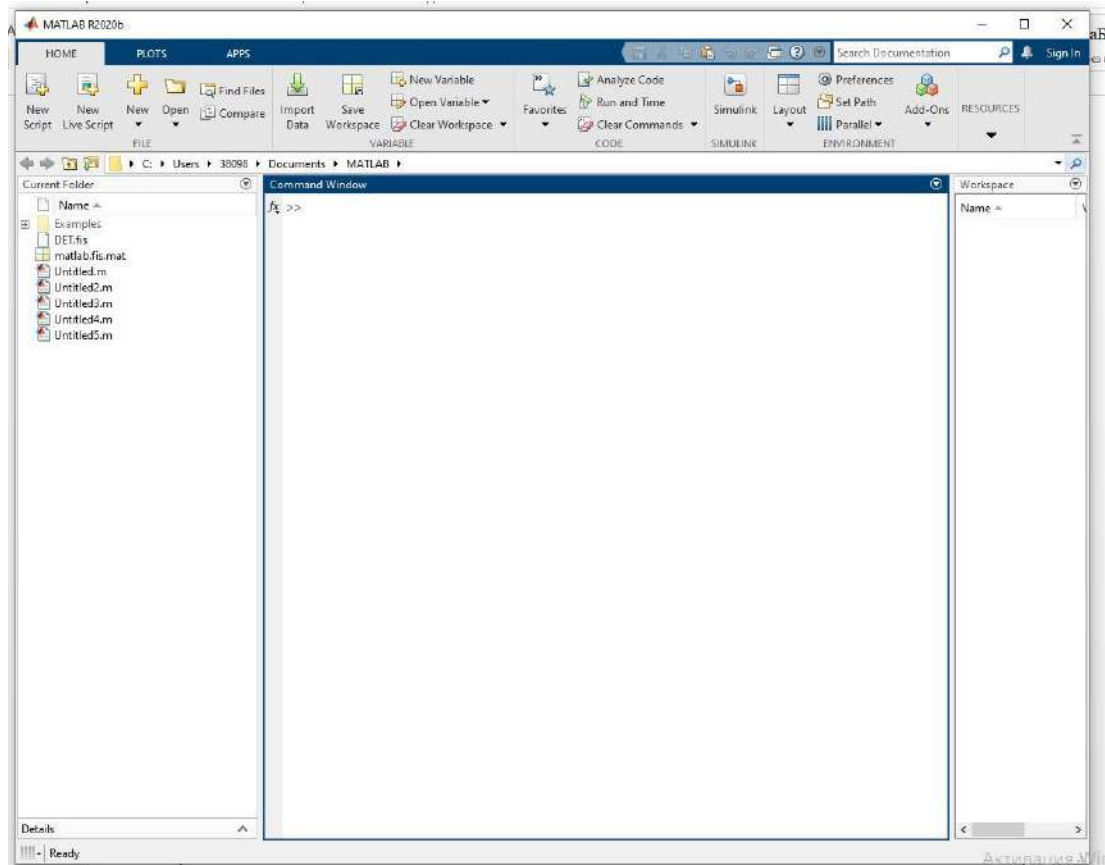 MATLAB R2020b
HOME PLOTS APPS Search Documentation Sign In
New Script
New Live Script
New
Open
Find Files
Compare
FILE
Import Data
Save Workspace
New Variable
Open Variable
Clear Workspace
VARIABLE
Favorites
Analyze Code
Run and Time
Clear Commands
CODE
Simulink
SIMULINK
Layout
Preferences
Set Path
Parallel
Add-Ons
ENVIRONMENT
RESOURCES
C: Users 38098 Documents MATLAB
Current Folder
Name
Examples
DET.fis
matlab.fis.mat
Untitled.m
Untitled2.m
Untitled3.m
Untitled4.m
Untitled5.m
Details
Command Window
fx >>
Workspace
Name
Ready
Активация Wi